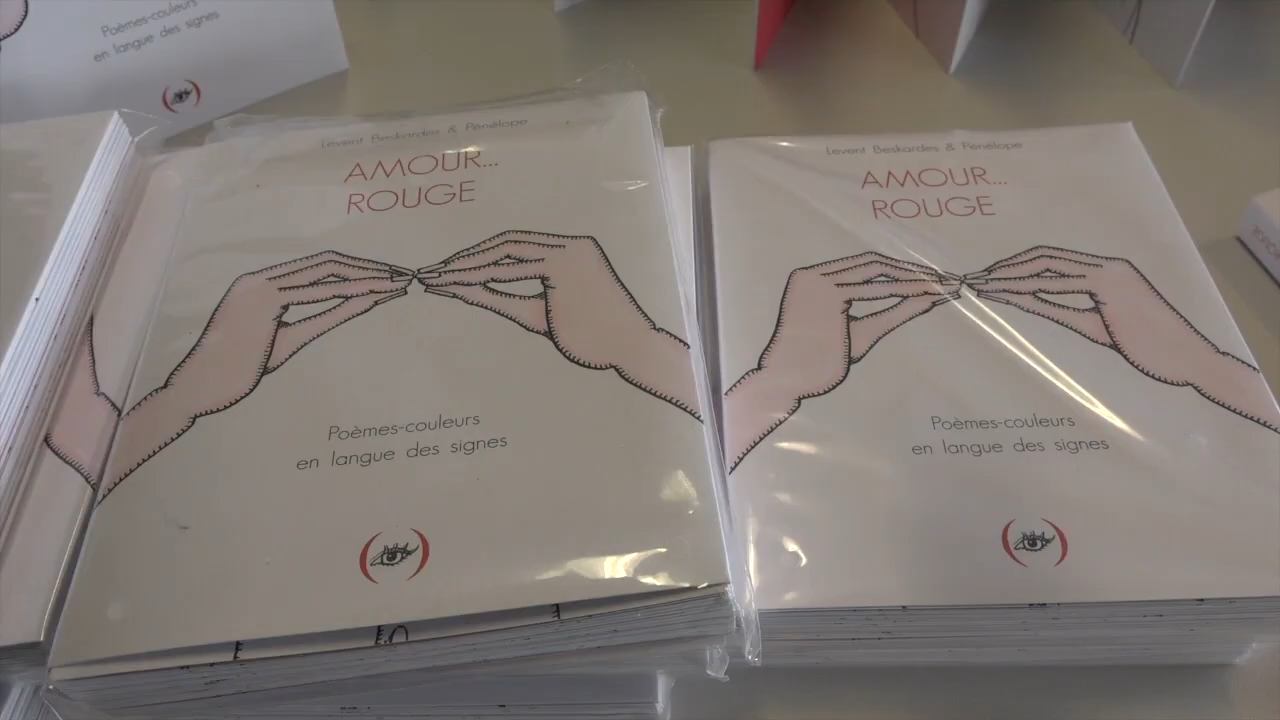 Poèmes-couleurs
en langue des signes
Levent Beskardes & Pénélope
AMOUR...
ROUGE
Poèmes-couleurs
en langue des signes
Levent Beskardes & Pénélope
AMOUR...
ROUGE
Poèmes-couleurs
en langue des signes